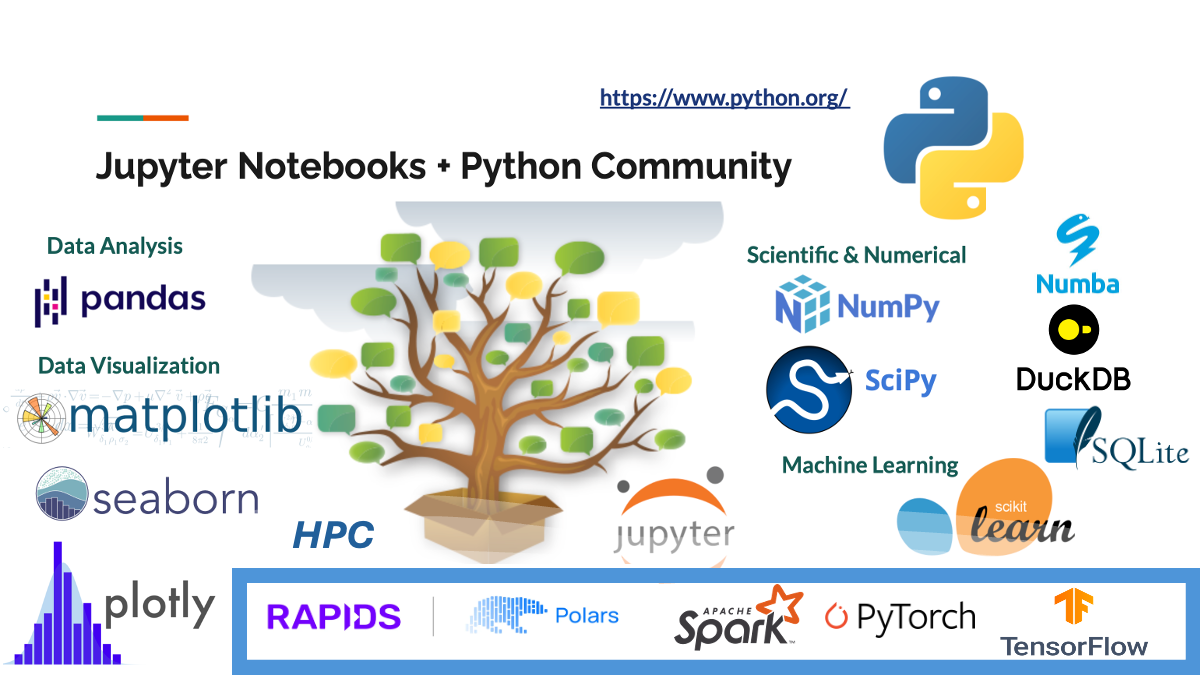 https://www.python.org/
Jupyter Notebooks + Python Community
Data Analysis
pandas
Data Visualization
matplotlib
seaborn
plotly
HPC
jupyter
Scientific & Numerical
NumPy
SciPy
Numba
DuckDB
SQLite
Machine Learning
scikit
learn
RAPIDS
Polars
APACHE
Spark™
PyTorch
TensorFlow